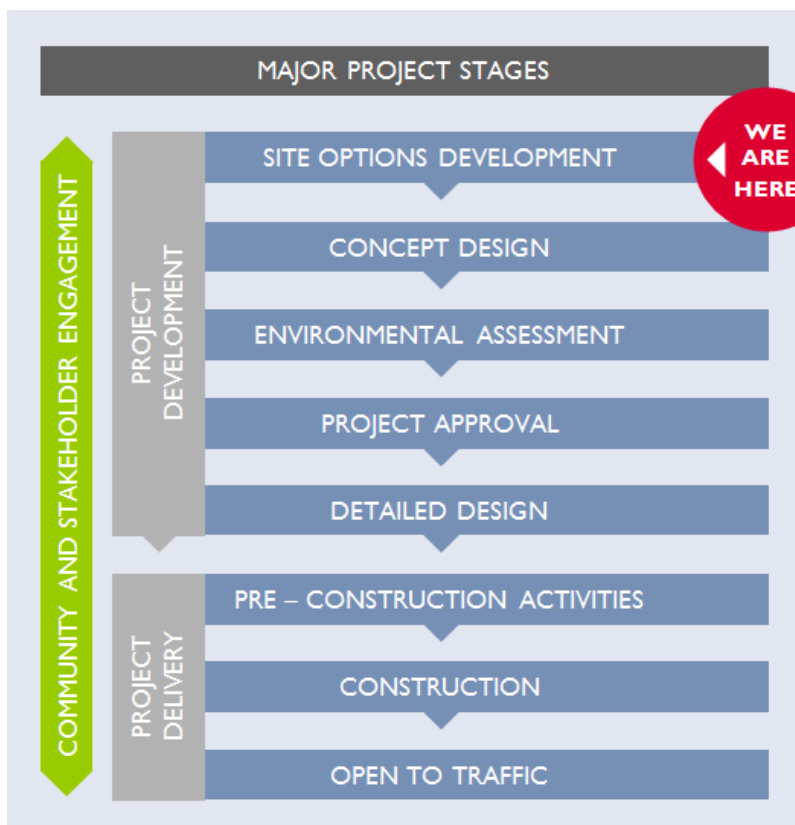 MAJOR PROJECT STAGES
WE
ARE
HERE
COMMUNITY AND STAKEHOLDER ENGAGEMENT
PROJECT
DEVELOPMENT
SITE OPTIONS DEVELOPMENT
CONCEPT DESIGN
ENVIRONMENTAL ASSESSMENT
PROJECT APPROVAL
DETAILED DESIGN
PROJECT
DELIVERY
PRE – CONSTRUCTION ACTIVITIES
CONSTRUCTION
OPEN TO TRAFFIC